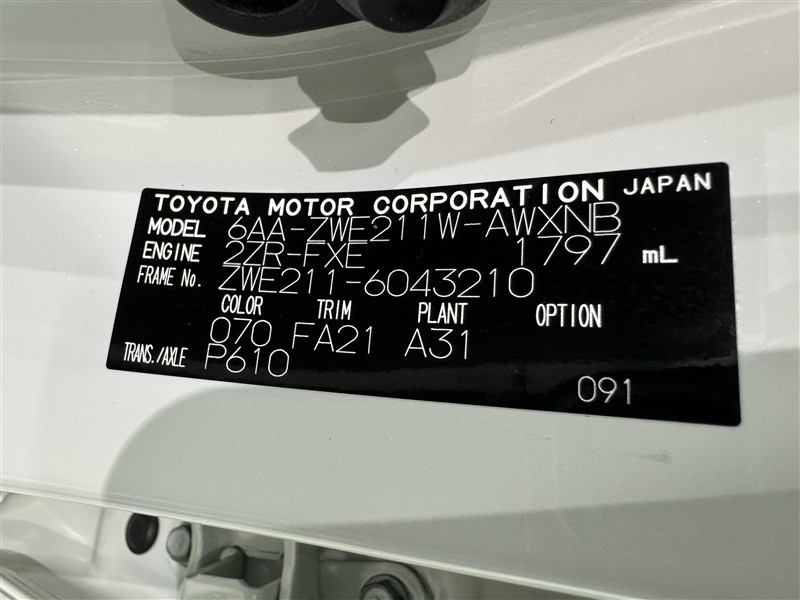 TOYOTA MOTOR CORPORATION JAPAN
MODEL 6AA-ZWE211W-AWXNB
ENGINE 2ZR-FXE 1797 mL
FRAME No. ZWE211-6043210
COLOR TRIM PLANT OPTION
070 FA21 A31
TRANS./AXLE P610
091